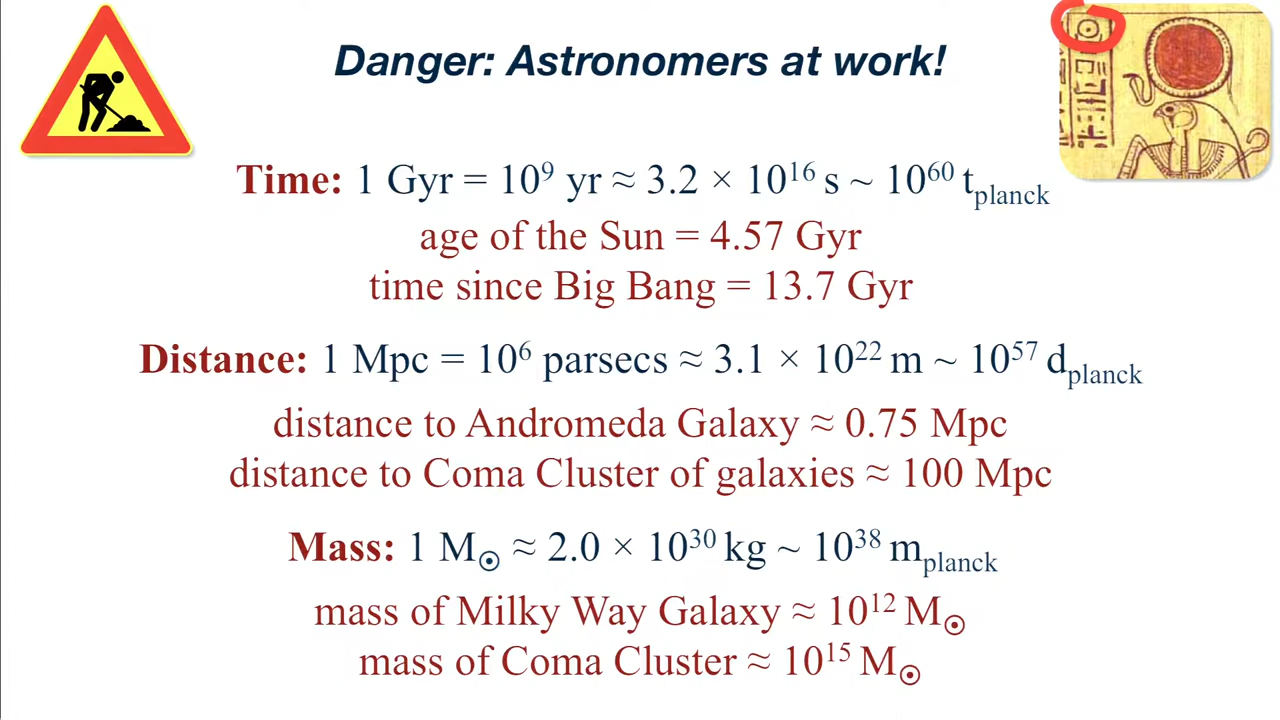 Danger: Astronomers at work!
Time: 1 Gyr = 10⁹ yr ≈ 3.2 × 10¹⁶ s ~ 10⁶⁰ t_planck
age of the Sun = 4.57 Gyr
time since Big Bang = 13.7 Gyr
Distance: 1 Mpc = 10⁶ parsecs ≈ 3.1 × 10²² m ~ 10⁵⁷ d_planck
distance to Andromeda Galaxy ≈ 0.75 Mpc
distance to Coma Cluster of galaxies ≈ 100 Mpc
Mass: 1 M☉ ≈ 2.0 × 10³⁰ kg ~ 10³⁸ m_planck
mass of Milky Way Galaxy ≈ 10¹² M☉
mass of Coma Cluster ≈ 10¹⁵ M☉